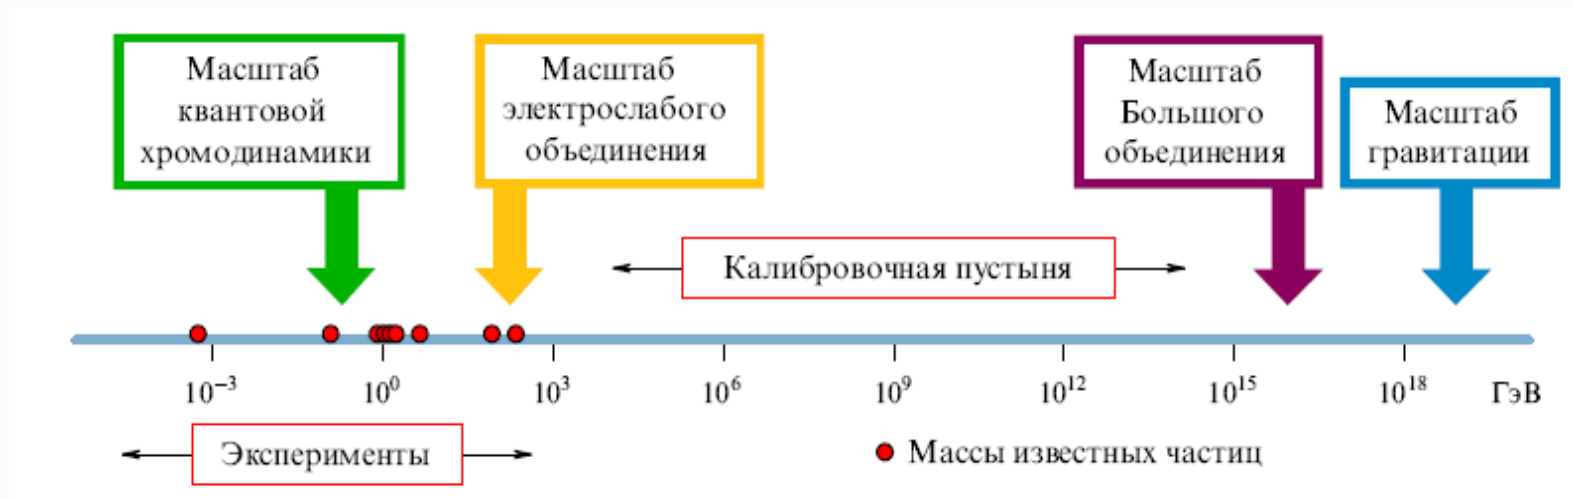 Масштаб
квантовой
хромодинамики
Масштаб
электрослабого
объединения
Масштаб
Большого
объединения
Масштаб
гравитации
Калибровочная пустыня
10⁻³ 10⁰ 10³ 10⁶ 10⁹ 10¹² 10¹⁵ 10¹⁸ ГэВ
Эксперименты
Массы известных частиц